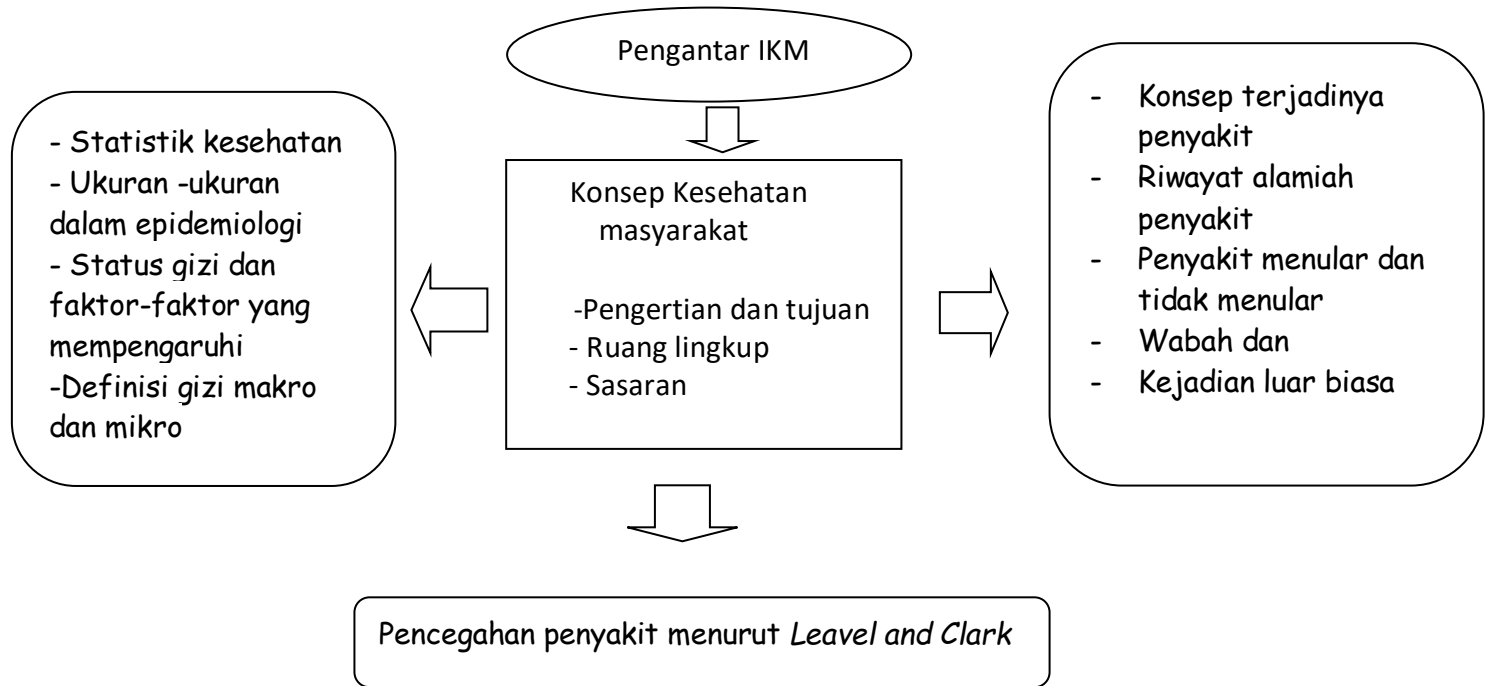 Pengantar IKM
- Statistik kesehatan
- Ukuran -ukuran
dalam epidemiologi
- Status gizi dan
faktor-faktor yang
mempengaruhi
-Definisi gizi makro
dan mikro
Konsep Kesehatan
masyarakat
-Pengertian dan tujuan
- Ruang lingkup
- Sasaran
- Konsep terjadinya
penyakit
- Riwayat alamiah
penyakit
- Penyakit menular dan
tidak menular
- Wabah dan
- Kejadian luar biasa
Pencegahan penyakit menurut Leavel and Clark